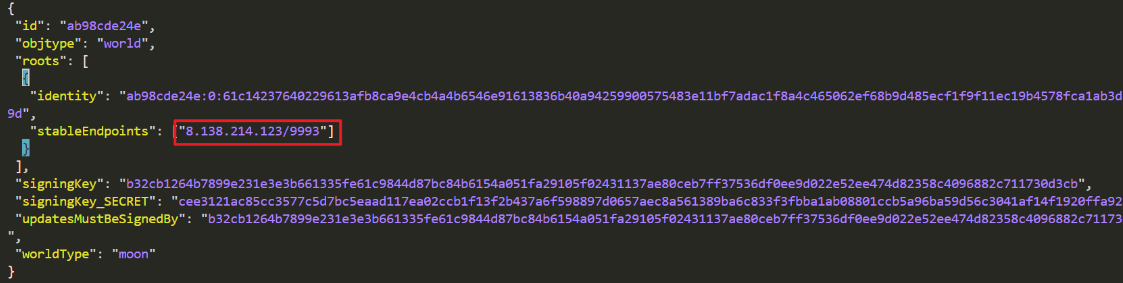 {
 "id": "ab98cde24e",
 "objtype": "world",
 "roots": [
  {
   "identity": "ab98cde24e:0:61c14237640229613afb8ca9e4cb4a4b6546e91613836b40a94259900575483e11bf7adac1f8a4c465062ef68b9d485ecf1f9f11ec19b4578fca1ab3d
9d",
   "stableEndpoints": ["8.138.214.123/9993"]
  }
 ],
 "signingKey": "b32cb1264b7899e231e3e3b661335fe61c9844d87bc84b6154a051fa29105f02431137ae80ceb7ff37536df0ee9d022e52ee474d82358c4096882c711730d3cb",
 "signingKey_SECRET": "cee3121ac85cc3577c5d7bc5eaad117ea02ccb1f13f2b437a6f598897d0657aec8a561389ba6c833f3fbba1ab08801ccb5a96ba59d56c3041af14f1920ffa92
 "updatesMustBeSignedBy": "b32cb1264b7899e231e3e3b661335fe61c9844d87bc84b6154a051fa29105f02431137ae80ceb7ff37536df0ee9d022e52ee474d82358c4096882c71173
",
 "worldType": "moon"
}